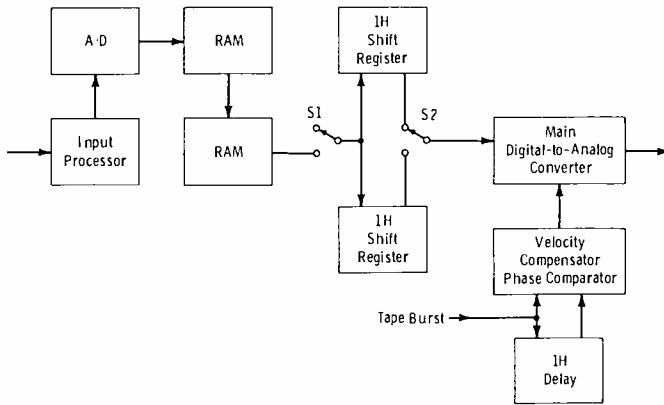 A·D
RAM
Input
Processor
RAM
S1
1H
Shift
Register
S2
1H
Shift
Register
Main
Digital-to-Analog
Converter
Velocity
Compensator
Phase Comparator
Tape Burst
1H
Delay